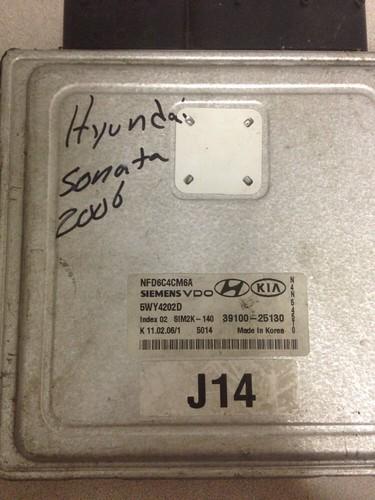 Hyundai
Sonata
2006
NFD6C4CM6A
SIEMENS VDO
KIA
5WY4202D
Index 02 SIM2K-140 39100-25130
K 11.02.06/1 5014 Made in Korea
J14